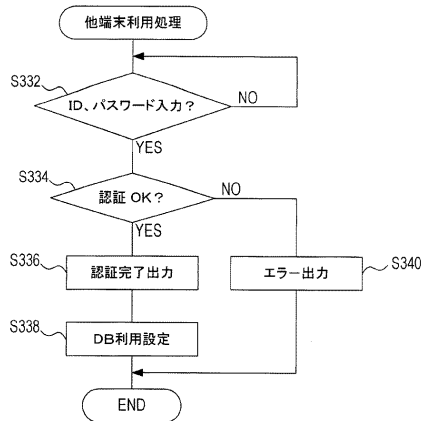 他端末利用処理
S332
ID、パスワード入力？
NO
YES
S334
認証 OK？
NO
YES
S336
認証完了出力
エラー出力
S340
S338
DB利用設定
END